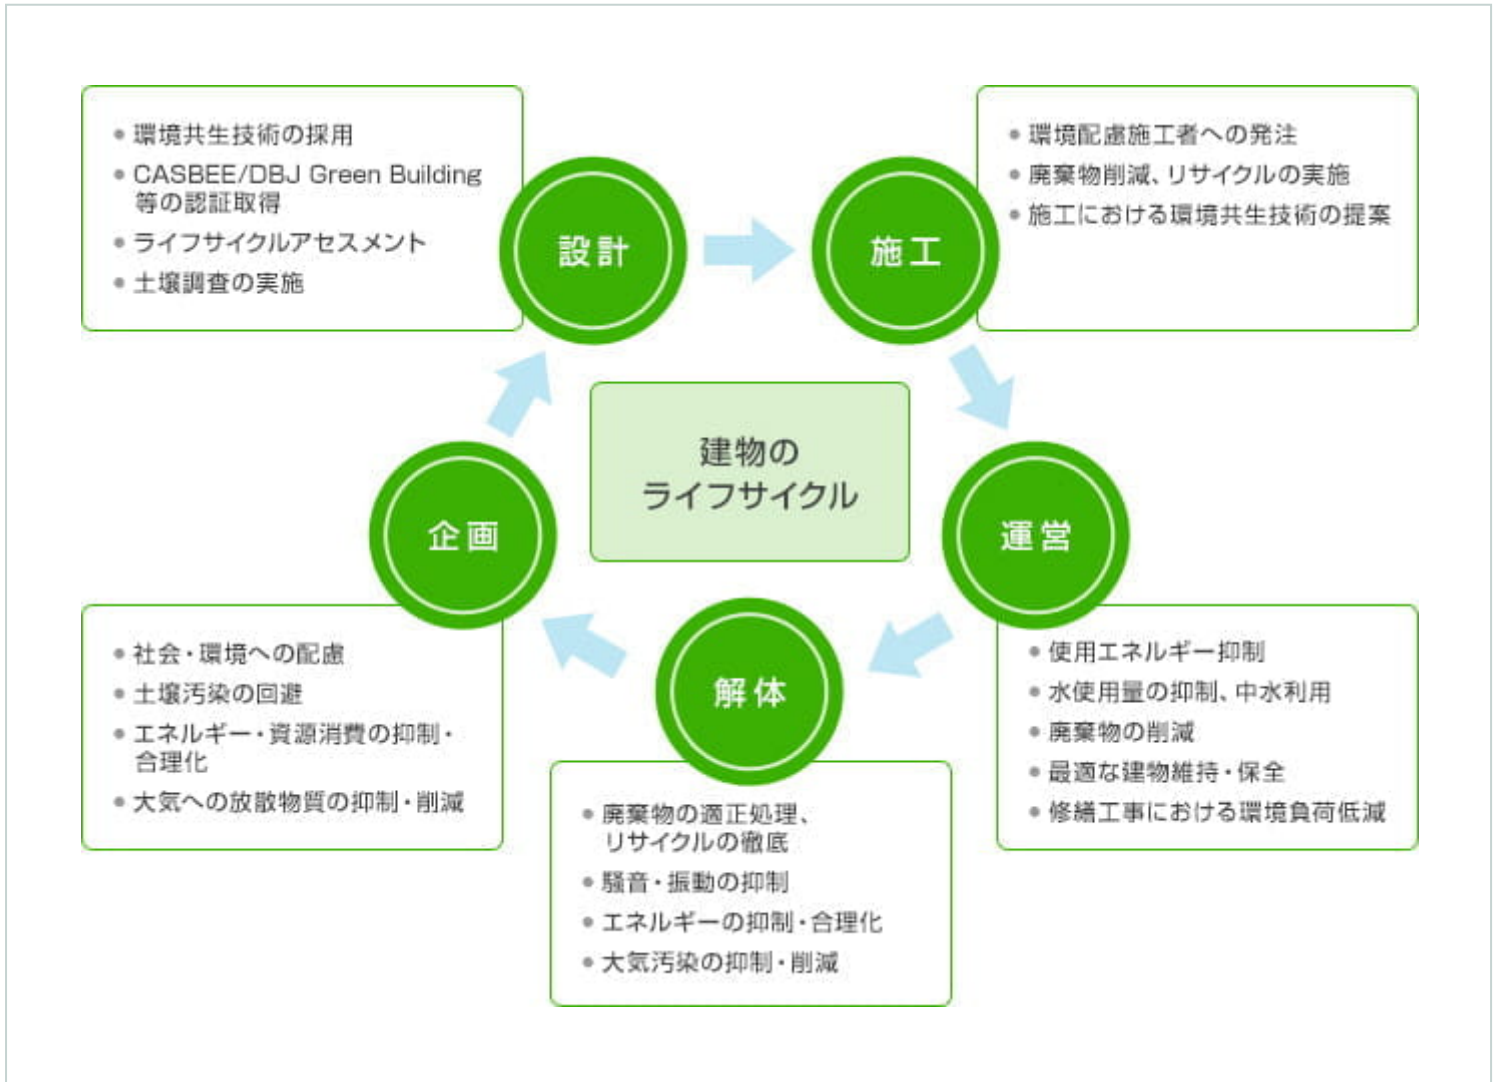 ● 環境共生技術の採用
● CASBEE/DBJ Green Building
等の認証取得
● ライフサイクルアセスメント
● 土壌調査の実施
設計
施工
● 環境配慮施工者への発注
● 廃棄物削減、リサイクルの実施
● 施工における環境共生技術の提案
建物の
ライフサイクル
企画
運営
● 社会・環境への配慮
● 土壌汚染の回避
● エネルギー・資源消費の抑制・
合理化
● 大気への放散物質の抑制・削減
解体
● 廃棄物の適正処理、
リサイクルの徹底
● 騒音・振動の抑制
● エネルギーの抑制・合理化
● 大気汚染の抑制・削減
● 使用エネルギー抑制
● 水使用量の抑制、中水利用
● 廃棄物の削減
● 最適な建物維持・保全
● 修繕工事における環境負荷低減